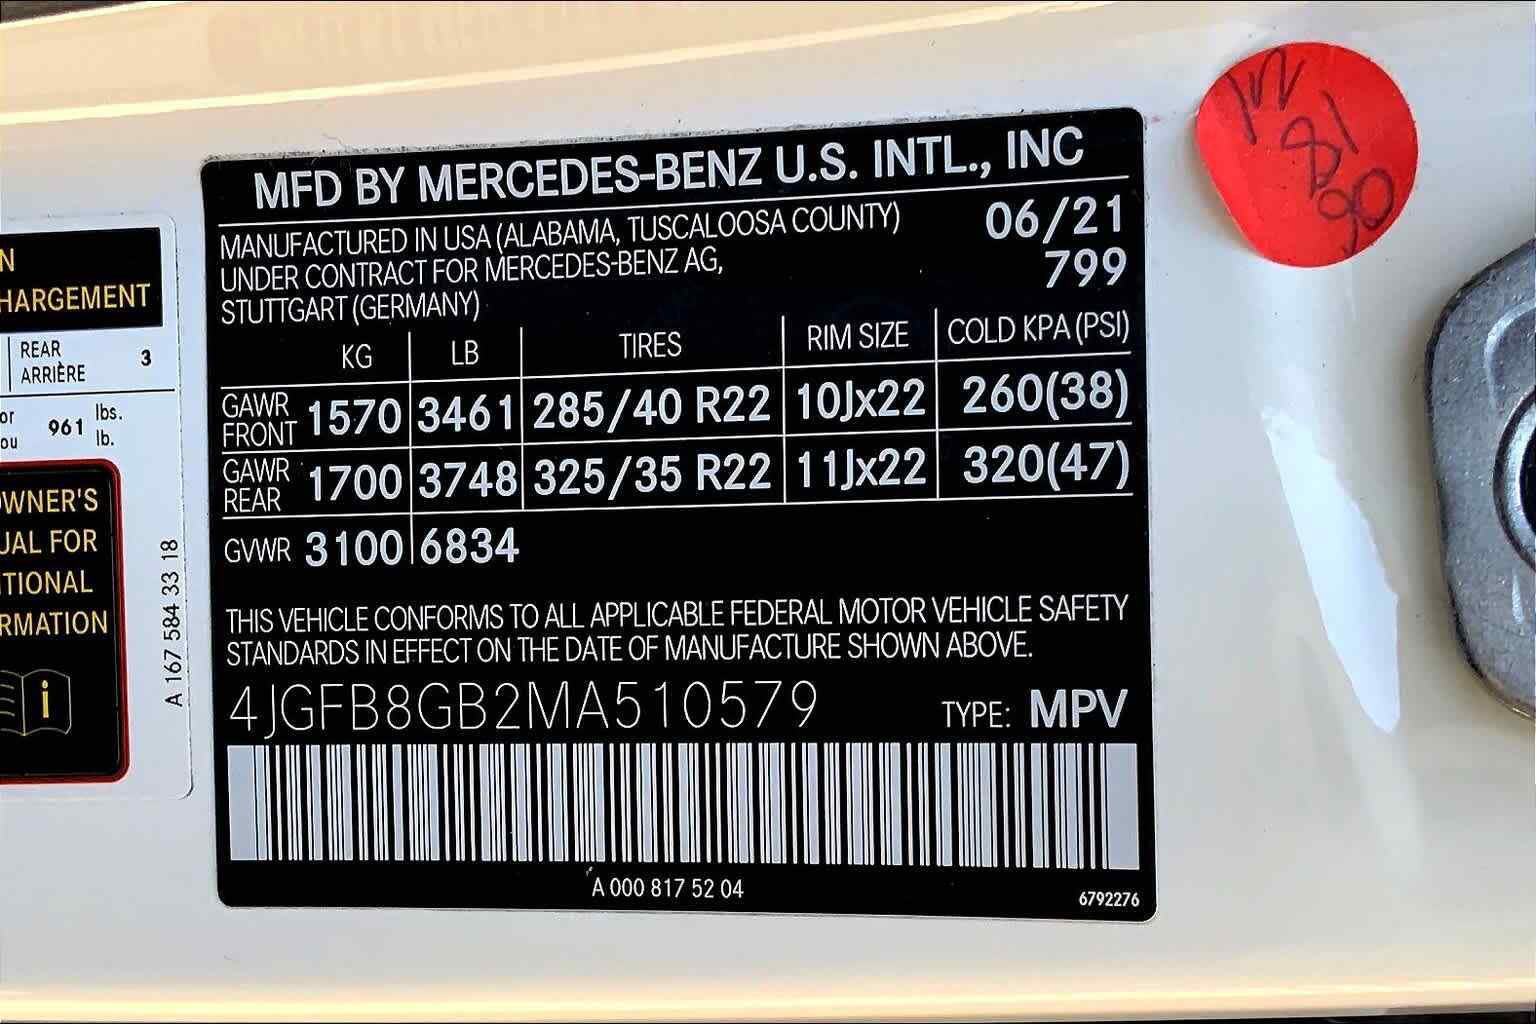 N
HARGEMENT
REAR
ARRIÈRE
3
or
ou
961
lbs.
lb.
OWNER'S
UAL FOR
ITIONAL
RMATION
i
A 167 584 33 18
MFD BY MERCEDES-BENZ U.S. INTL., INC
MANUFACTURED IN USA (ALABAMA, TUSCALOOSA COUNTY) 06/21
UNDER CONTRACT FOR MERCEDES-BENZ AG, 799
STUTTGART (GERMANY)
KG LB TIRES RIM SIZE COLD KPA (PSI)
GAWR FRONT 1570 3461 285/40 R22 10Jx22 260(38)
GAWR REAR 1700 3748 325/35 R22 11Jx22 320(47)
GVWR 3100 6834
THIS VEHICLE CONFORMS TO ALL APPLICABLE FEDERAL MOTOR VEHICLE SAFETY
STANDARDS IN EFFECT ON THE DATE OF MANUFACTURE SHOWN ABOVE.
4JGFB8GB2MA510579 TYPE: MPV
A 000 817 52 04
6792276